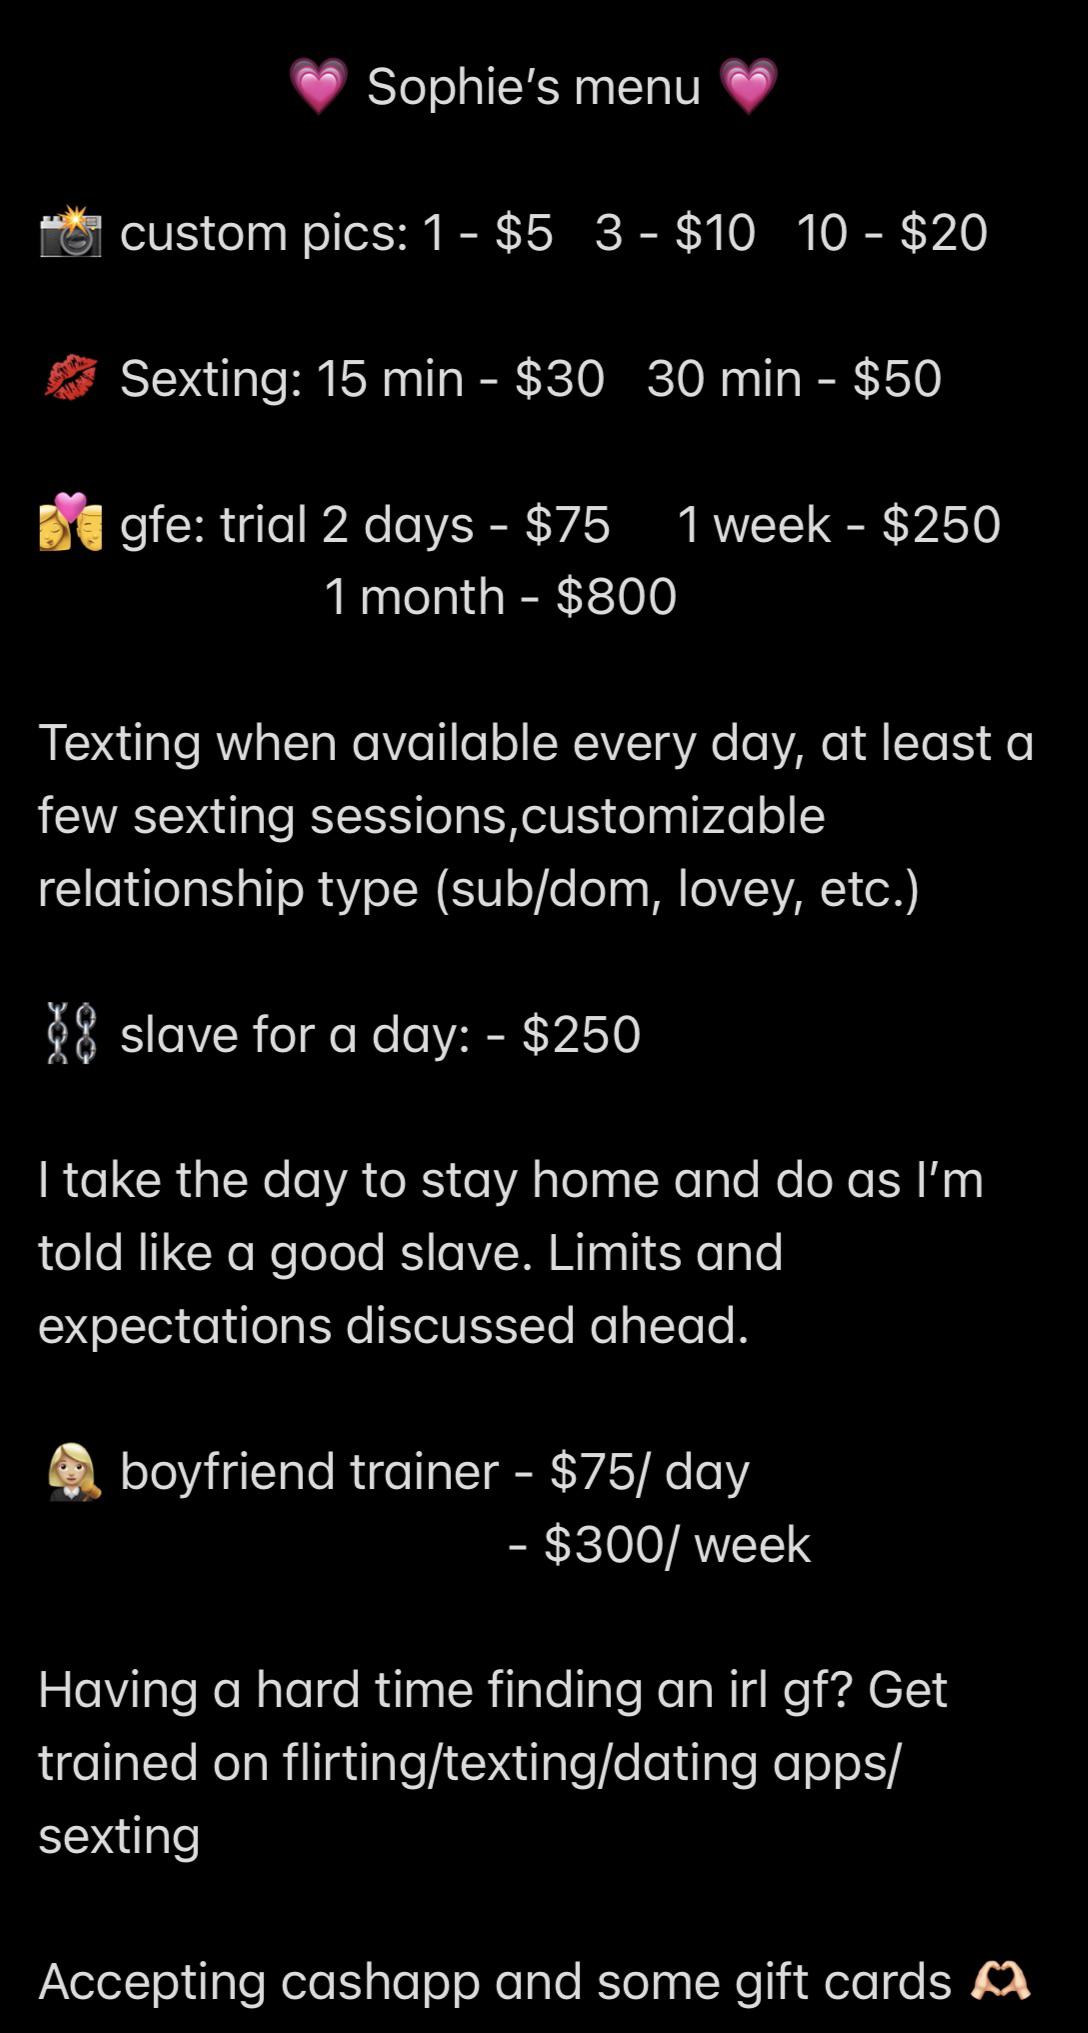 💗 Sophie’s menu 💗
📸 custom pics: 1 - $5 3 - $10 10 - $20
💋 Sexting: 15 min - $30 30 min - $50
👩‍❤️‍💋‍👨 gfe: trial 2 days - $75 1 week - $250
1 month - $800
Texting when available every day, at least a
few sexting sessions,customizable
relationship type (sub/dom, lovey, etc.)
⛓️ slave for a day: - $250
I take the day to stay home and do as I’m
told like a good slave. Limits and
expectations discussed ahead.
👩🏼‍⚖️ boyfriend trainer - $75/ day
- $300/ week
Having a hard time finding an irl gf? Get
trained on flirting/texting/dating apps/
sexting
Accepting cashapp and some gift cards 🫶🏻